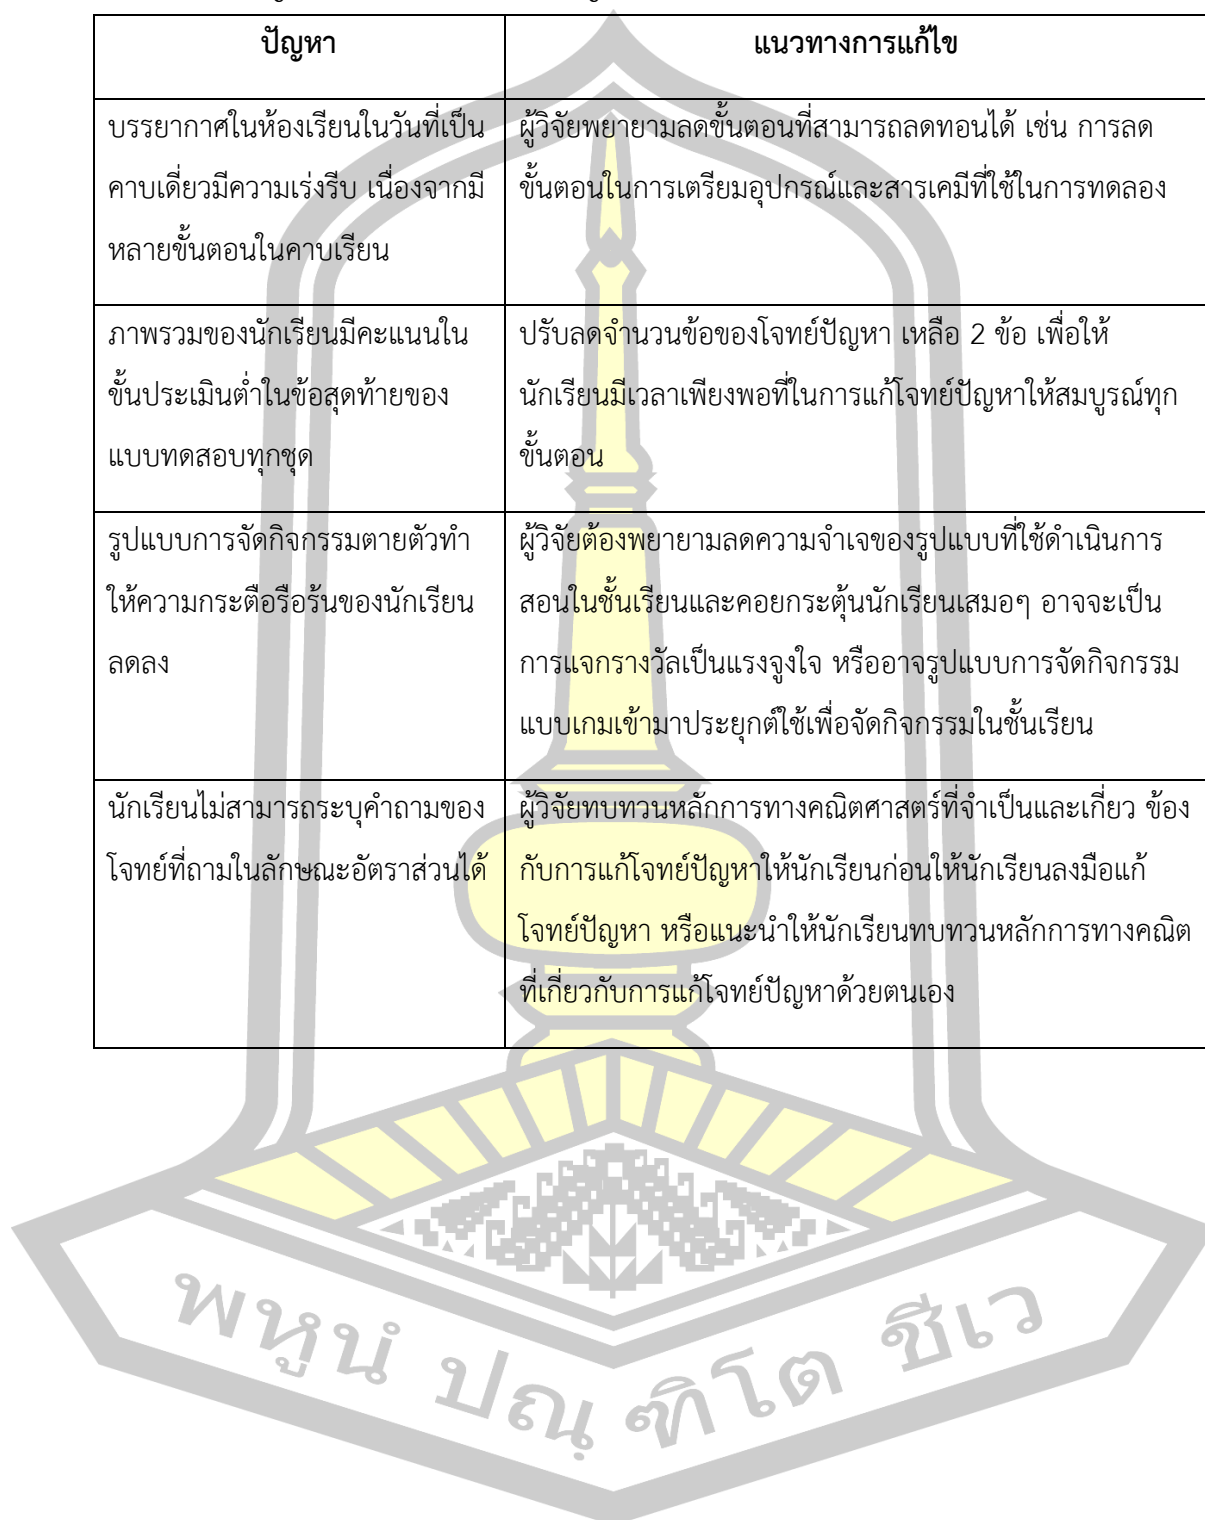 ปัญหา
แนวทางการแก้ไข
บรรยากาศในห้องเรียนในวันที่เป็น
คาบเดี่ยวมีความเร่งรีบ เนื่องจากมี
หลายขั้นตอนในคาบเรียน
ผู้วิจัยพยายามลดขั้นตอนที่สามารถลดทอนได้ เช่น การลด
ขั้นตอนในการเตรียมอุปกรณ์และสารเคมีที่ใช้ในการทดลอง
ภาพรวมของนักเรียนมีคะแนนใน
ขั้นประเมินต่ำในข้อสุดท้ายของ
แบบทดสอบทุกชุด
ปรับลดจำนวนข้อของโจทย์ปัญหา เหลือ 2 ข้อ เพื่อให้
นักเรียนมีเวลาเพียงพอที่ในการแก้โจทย์ปัญหาให้สมบูรณ์ทุก
ขั้นตอน
รูปแบบการจัดกิจกรรมตายตัวทำ
ให้ความกระตือรือร้นของนักเรียน
ลดลง
ผู้วิจัยต้องพยายามลดความจำเจของรูปแบบที่ใช้ดำเนินการ
สอนในชั้นเรียนและคอยกระตุ้นนักเรียนเสมอๆ อาจจะเป็น
การแจกรางวัลเป็นแรงจูงใจ หรืออาจรูปแบบการจัดกิจกรรม
แบบเกมเข้ามาประยุกต์ใช้เพื่อจัดกิจกรรมในชั้นเรียน
นักเรียนไม่สามารถระบุคำถามของ
โจทย์ที่ถามในลักษณะอัตราส่วนได้
ผู้วิจัยทบทวนหลักการทางคณิตศาสตร์ที่จำเป็นและเกี่ยว ข้อง
กับการแก้โจทย์ปัญหาให้นักเรียนก่อนให้นักเรียนลงมือแก้
โจทย์ปัญหา หรือแนะนำให้นักเรียนทบทวนหลักการทางคณิต
ที่เกี่ยวกับการแก้โจทย์ปัญหาด้วยตนเอง
พหูนํ ปณฺฑิโต ชีเว